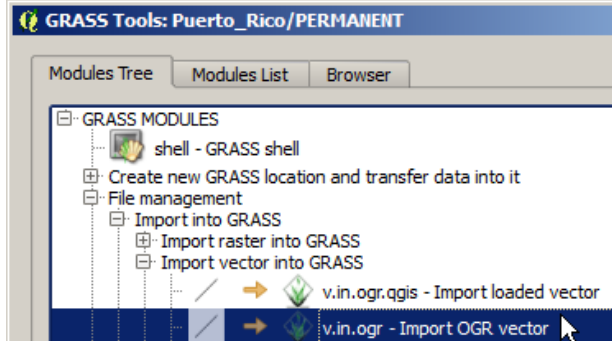 GRASS Tools: Puerto_Rico/PERMANENT
Modules Tree Modules List Browser
GRASS MODULES
shell - GRASS shell
Create new GRASS location and transfer data into it
File management
Import into GRASS
Import raster into GRASS
Import vector into GRASS
v.in.ogr.qgis - Import loaded vector
v.in.ogr - Import OGR vector